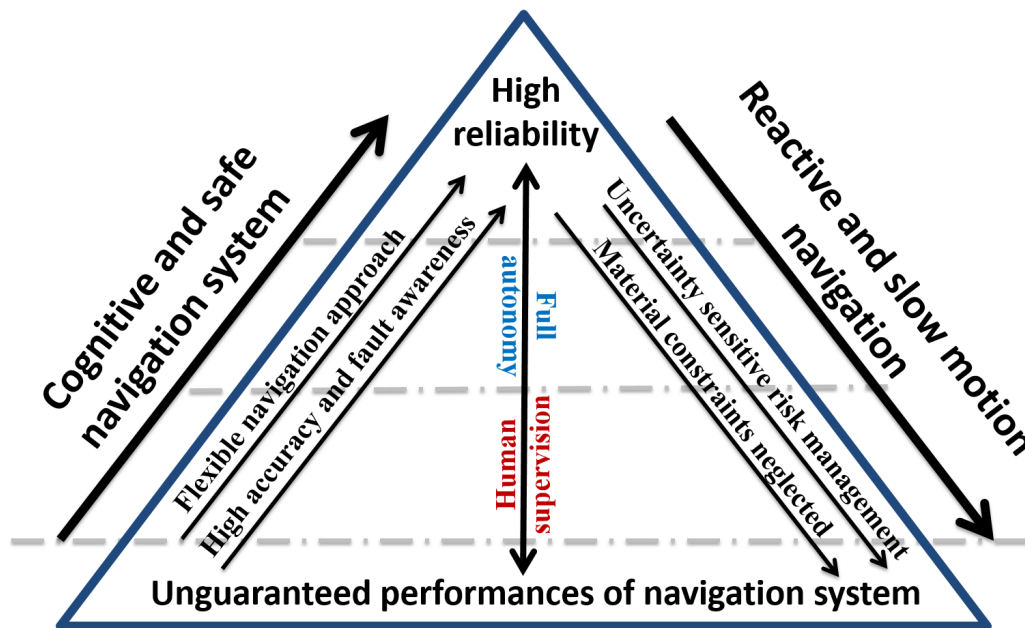 High
reliability
Cognitive and safe
navigation system
Flexible navigation approach
High accuracy and fault awareness
Full
autonomy
Human
supervision
Material constraints neglected
Uncertainty sensitive risk management
Reactive and slow motion
navigation
Unguaranteed performances of navigation system